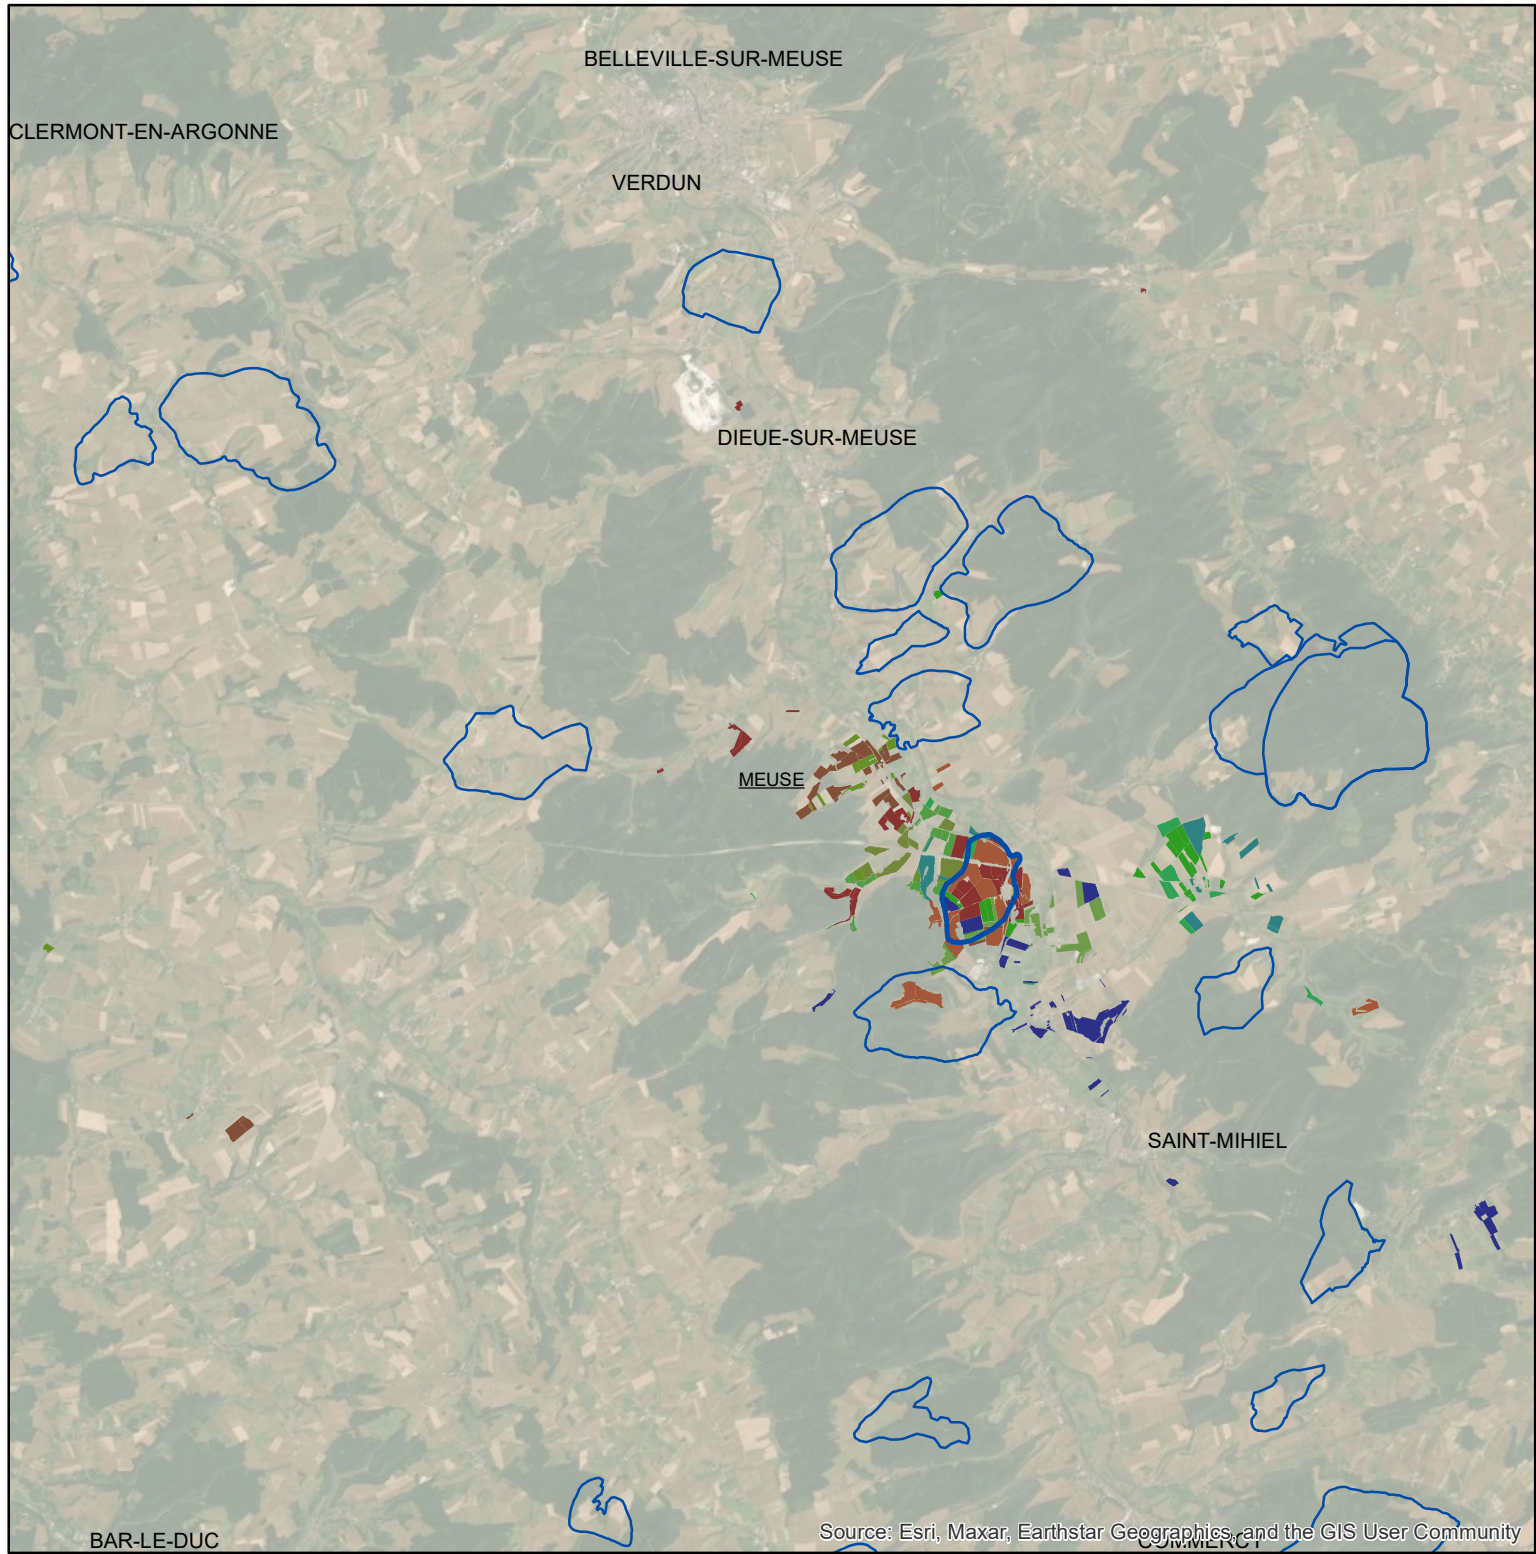 BELLEVILLE-SUR-MEUSE
CLERMONT-EN-ARGONNE
VERDUN
DIEUE-SUR-MEUSE
MEUSE
SAINT-MIHIEL
Source: Esri, Maxar, Earthstar Geographics, and the GIS User Community
BAR-LE-DUC
COMMERCY